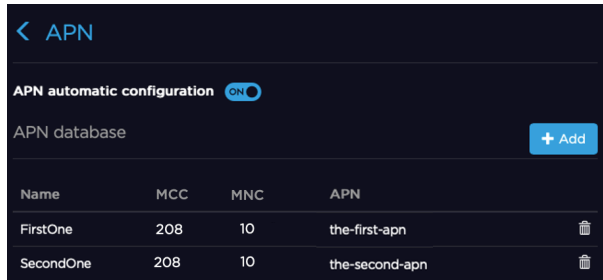 APN
APN automatic configuration ON
APN database
+ Add
Name MCC MNC APN
FirstOne 208 10 the-first-apn
SecondOne 208 10 the-second-apn